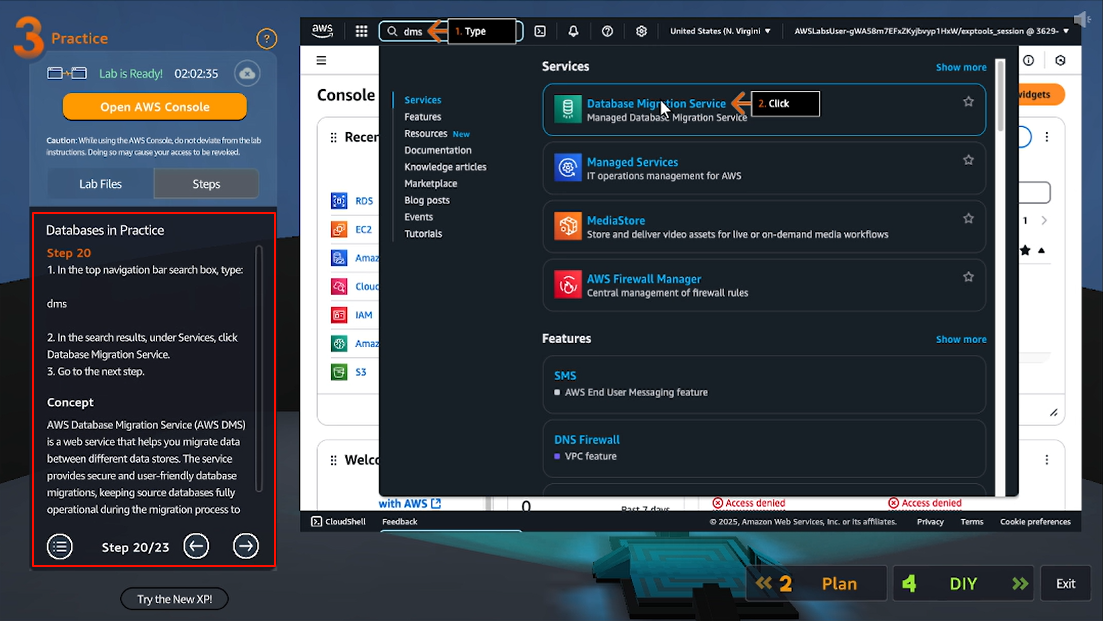 3 Practice
?
Lab is Ready! 02:02:35
Open AWS Console
Caution: While using the AWS Console, do not deviate from the lab
instructions. Doing so may cause your access to be revoked.
Lab Files
Steps
Databases in Practice
Step 20
1. In the top navigation bar search box, type:
dms
2. In the search results, under Services, click
Database Migration Service.
3. Go to the next step.
Concept
AWS Database Migration Service (AWS DMS)
is a web service that helps you migrate data
between different data stores. The service
provides secure and user-friendly database
migrations, keeping source databases fully
operational during the migration process to
Step 20/23
Try the New XP!
aws
dms
1. Type
United States (N. Virgini
AWSLabsUser-gWAS8m7EFxZKyjbvyp1HxW/exptools_session @ 3629-
Console
widgets
Recen
RDS
EC2
Amaz
Cloud
IAM
Amaz
S3
1
Welco
with AWS
0
Past 7 days
Access denied
Access denied
Services
Features
Resources New
Documentation
Knowledge articles
Marketplace
Blog posts
Events
Tutorials
Services
Show more
Database Migration Service
Managed Database Migration Service
2. Click
Managed Services
IT operations management for AWS
MediaStore
Store and deliver video assets for live or on-demand media workflows
AWS Firewall Manager
Central management of firewall rules
Features
Show more
SMS
AWS End User Messaging feature
DNS Firewall
VPC feature
CloudShell
Feedback
© 2025, Amazon Web Services, Inc. or its affiliates.
Privacy
Terms
Cookie preferences
2 Plan
4 DIY
Exit